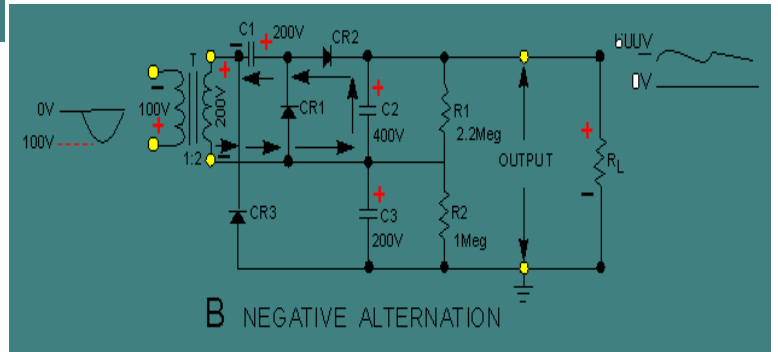 C1 200V
CR2
T
0V
100V
100V
200V
1:2
CR1
C2
400V
R1
2.2Meg
OUTPUT
600V
0V
RL
CR3
C3
200V
R2
1Meg
B NEGATIVE ALTERNATION